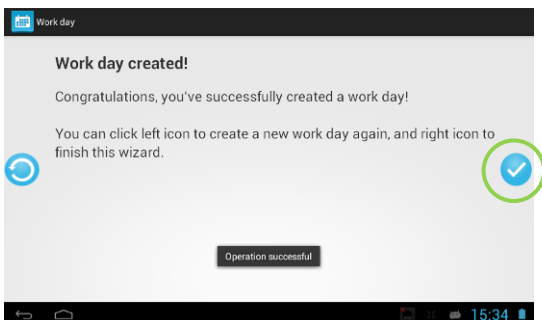 Work day
Work day created!
Congratulations, you've successfully created a work day!
You can click left icon to create a new work day again, and right icon to
finish this wizard.
Operation successful
15:34